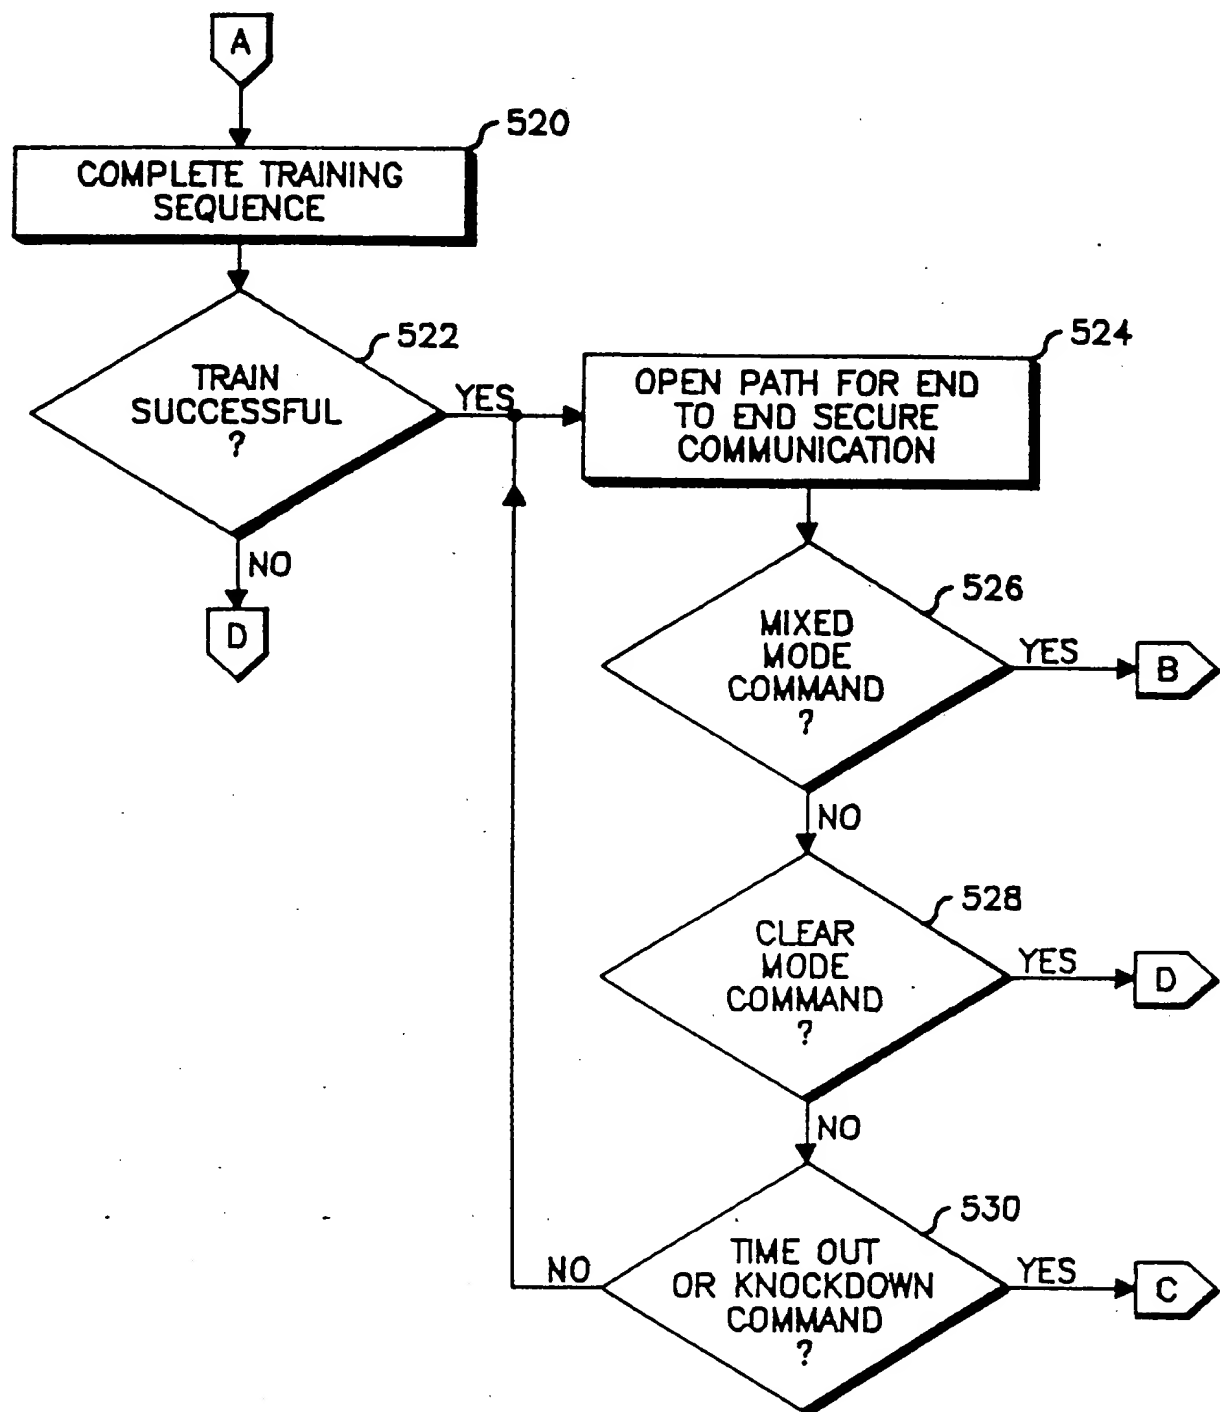 A
520
COMPLETE TRAINING
SEQUENCE
522
TRAIN
SUCCESSFUL
?
YES
NO
D
524
OPEN PATH FOR END
TO END SECURE
COMMUNICATION
526
MIXED
MODE
COMMAND
?
YES
B
NO
528
CLEAR
MODE
COMMAND
?
YES
D
NO
530
TIME OUT
OR KNOCKDOWN
COMMAND
?
NO
YES
C